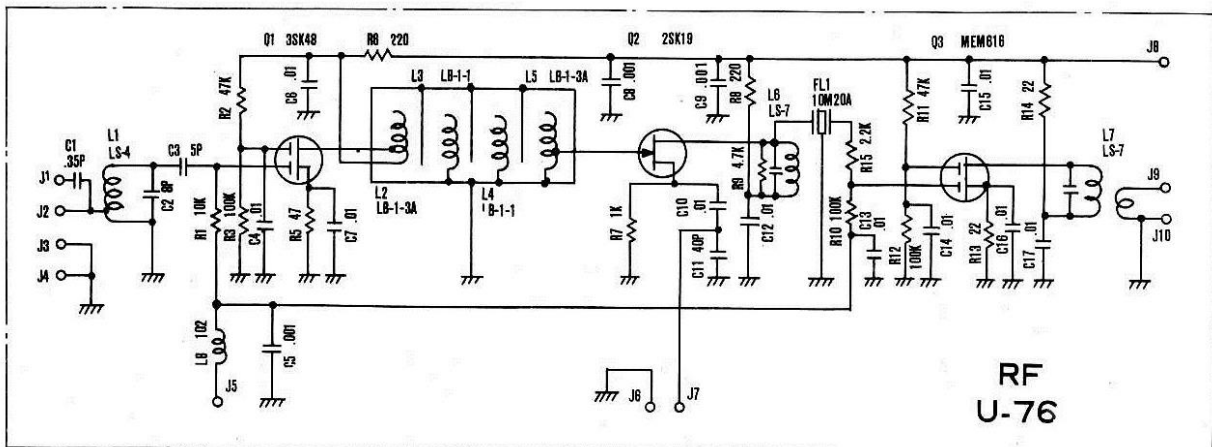 Q1 3SK48
R6 220
Q2 2SK19
Q3 MEM616
J8
R2 47K
C6 .01
L3 LB-1-1
L5 LB-1-3A
C8 .001
C9 .001
R8 220
L6
LS-7
FL1
10M20A
R11 47K
C15 .01
R14 22
L1
LS-4
C1
.35P
C3 5P
L7
LS-7
J1
J2
J3
J4
C2 8P
R1 10K
R3 100K
C4 .01
R5 47
C7 .01
L2
LB-1-3A
L4
LB-1-1
R7 1K
C10 .01
C11 40P
R9 4.7K
C12 .01
R15 2.2K
R10 100K
C13 .01
R12 100K
C14 .01
R13 22
C16 .01
C17 .01
J9
J10
L8 102
C5 .001
J5
J6
J7
RF
U-76